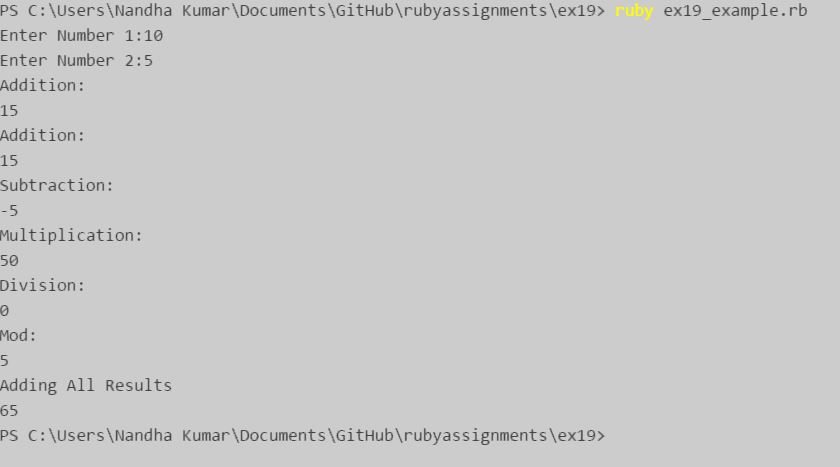 PS C:\Users\Nandha Kumar\Documents\GitHub\rubyassignments\ex19> ruby ex19_example.rb
Enter Number 1:10
Enter Number 2:5
Addition:
15
Addition:
15
Subtraction:
-5
Multiplication:
50
Division:
0
Mod:
5
Adding All Results
65
PS C:\Users\Nandha Kumar\Documents\GitHub\rubyassignments\ex19>